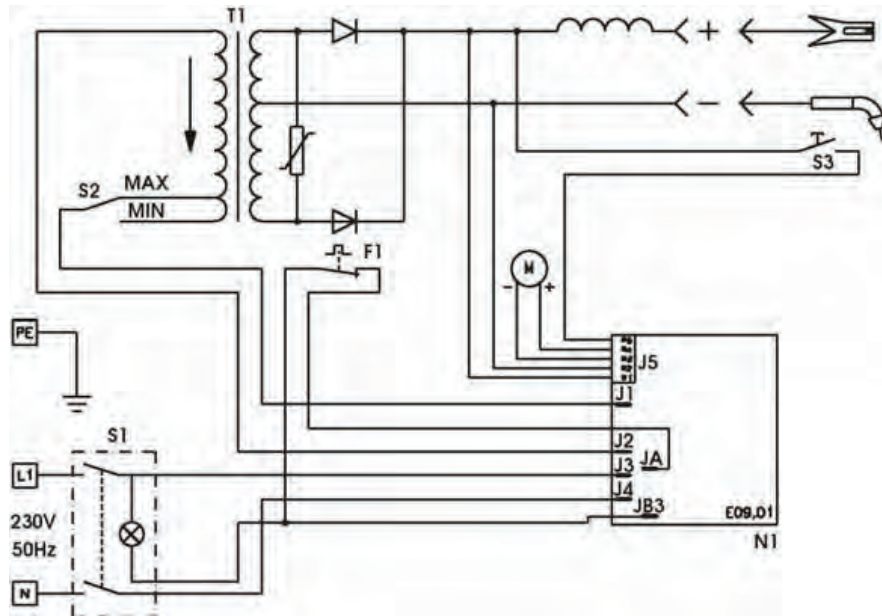 T1
+
−
S3
S2
MAX
MIN
F1
M
- +
PE
J5
J1
S1
J2
JA
L1
J3
J4
230V
50Hz
JB3
E09,01
N1
N